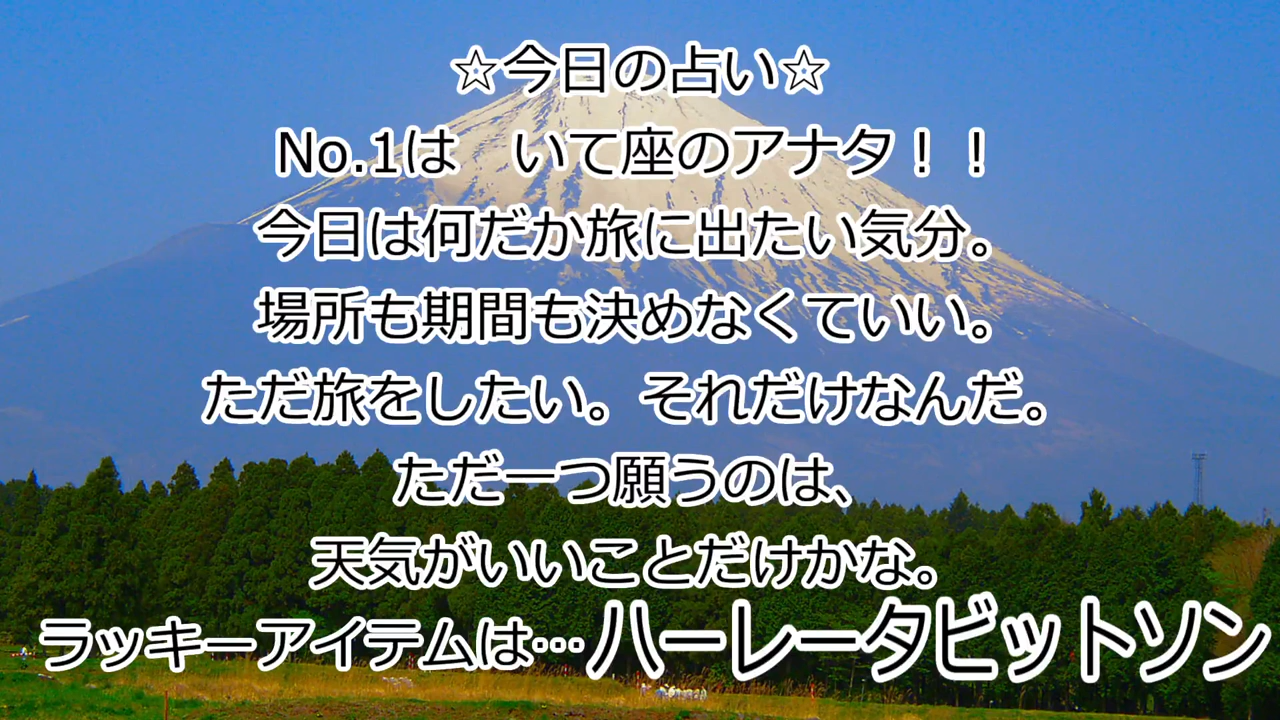 ☆今日の占い☆
No.1は　いて座のアナタ！！
今日は何だか旅に出たい気分。
場所も期間も決めなくていい。
ただ旅をしたい。それだけなんだ。
ただ一つ願うのは、
天気がいいことだけかな。
ラッキーアイテムは…ハーレータビットソン